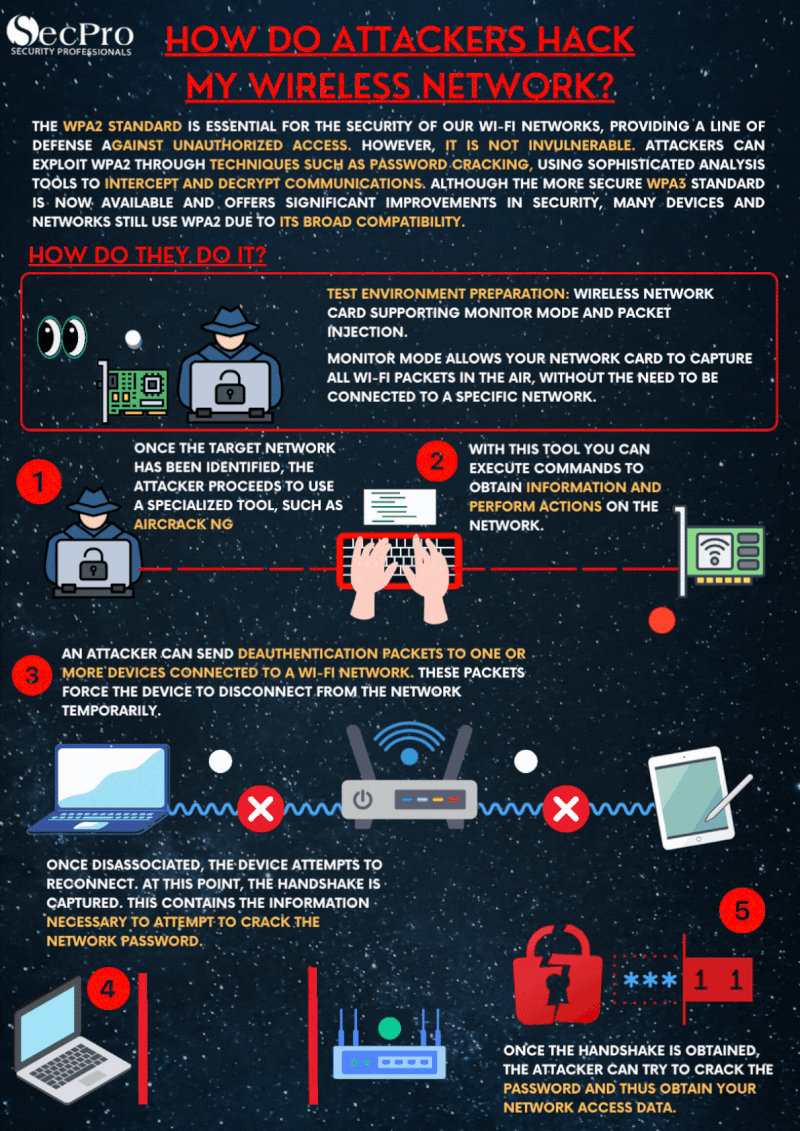 SecPro
SECURITY PROFESSIONALS
HOW DO ATTACKERS HACK
MY WIRELESS NETWORK?
THE WPA2 STANDARD IS ESSENTIAL FOR THE SECURITY OF OUR WI-FI NETWORKS, PROVIDING A LINE OF
DEFENSE AGAINST UNAUTHORIZED ACCESS. HOWEVER, IT IS NOT INVULNERABLE. ATTACKERS CAN
EXPLOIT WPA2 THROUGH TECHNIQUES SUCH AS PASSWORD CRACKING, USING SOPHISTICATED ANALYSIS
TOOLS TO INTERCEPT AND DECRYPT COMMUNICATIONS. ALTHOUGH THE MORE SECURE WPA3 STANDARD
IS NOW AVAILABLE AND OFFERS SIGNIFICANT IMPROVEMENTS IN SECURITY, MANY DEVICES AND
NETWORKS STILL USE WPA2 DUE TO ITS BROAD COMPATIBILITY.
HOW DO THEY DO IT?
TEST ENVIRONMENT PREPARATION: WIRELESS NETWORK
CARD SUPPORTING MONITOR MODE AND PACKET
INJECTION.
MONITOR MODE ALLOWS YOUR NETWORK CARD TO CAPTURE
ALL WI-FI PACKETS IN THE AIR, WITHOUT THE NEED TO BE
CONNECTED TO A SPECIFIC NETWORK.
1
ONCE THE TARGET NETWORK
HAS BEEN IDENTIFIED, THE
ATTACKER PROCEEDS TO USE
A SPECIALIZED TOOL, SUCH AS
AIRCRACK NG
2
WITH THIS TOOL YOU CAN
EXECUTE COMMANDS TO
OBTAIN INFORMATION AND
PERFORM ACTIONS ON THE
NETWORK.
3
AN ATTACKER CAN SEND DEAUTHENTICATION PACKETS TO ONE OR
MORE DEVICES CONNECTED TO A WI-FI NETWORK. THESE PACKETS
FORCE THE DEVICE TO DISCONNECT FROM THE NETWORK
TEMPORARILY.
ONCE DISASSOCIATED, THE DEVICE ATTEMPTS TO
RECONNECT. AT THIS POINT, THE HANDSHAKE IS
CAPTURED. THIS CONTAINS THE INFORMATION
NECESSARY TO ATTEMPT TO CRACK THE
NETWORK PASSWORD.
4
5
*** 1 1
ONCE THE HANDSHAKE IS OBTAINED,
THE ATTACKER CAN TRY TO CRACK THE
PASSWORD AND THUS OBTAIN YOUR
NETWORK ACCESS DATA.